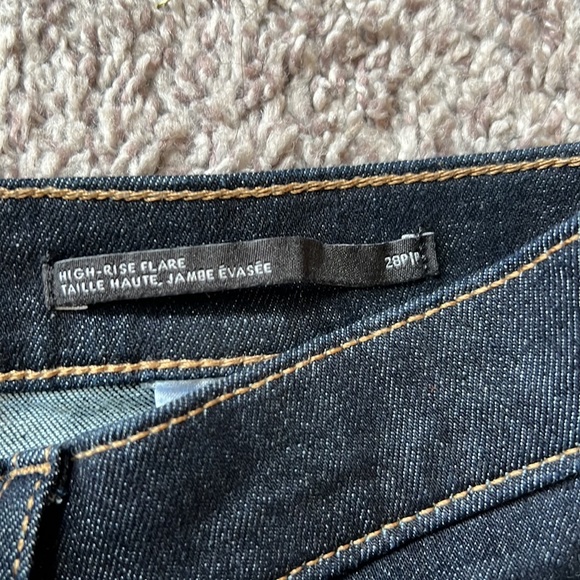 HIGH-RISE FLARE
TAILLE HAUTE, JAMBE ÉVASÉE
28P